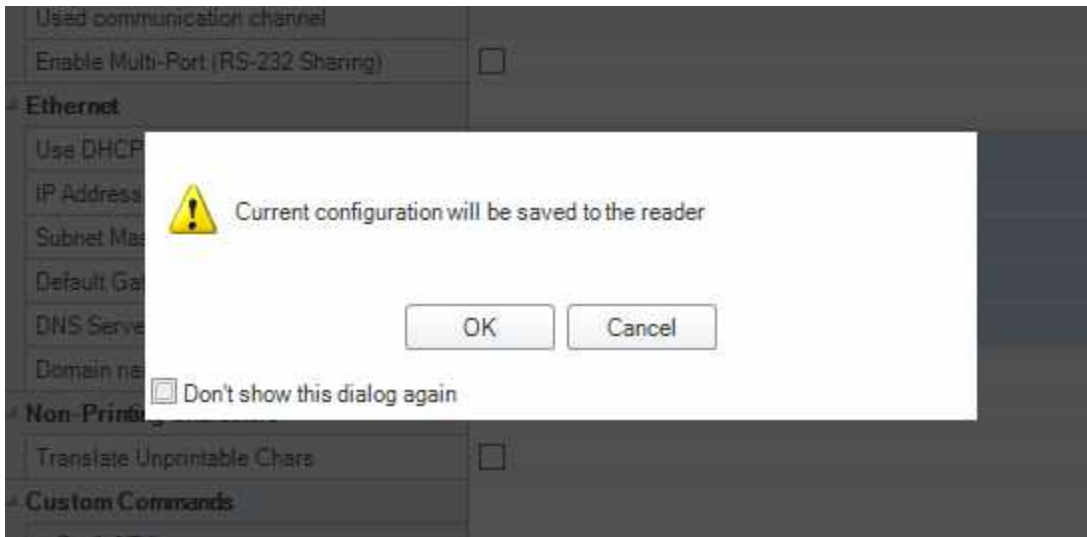 Used communication channel
Enable Multi-Port (RS-232 Sharing)
Ethernet
Use DHCP
IP Address
Current configuration will be saved to the reader
Subnet Mas
Default Gat
DNS Serve
OK
Cancel
Domain na
Don't show this dialog again
Non-Printing
Translate Unprintable Chars
Custom Commands